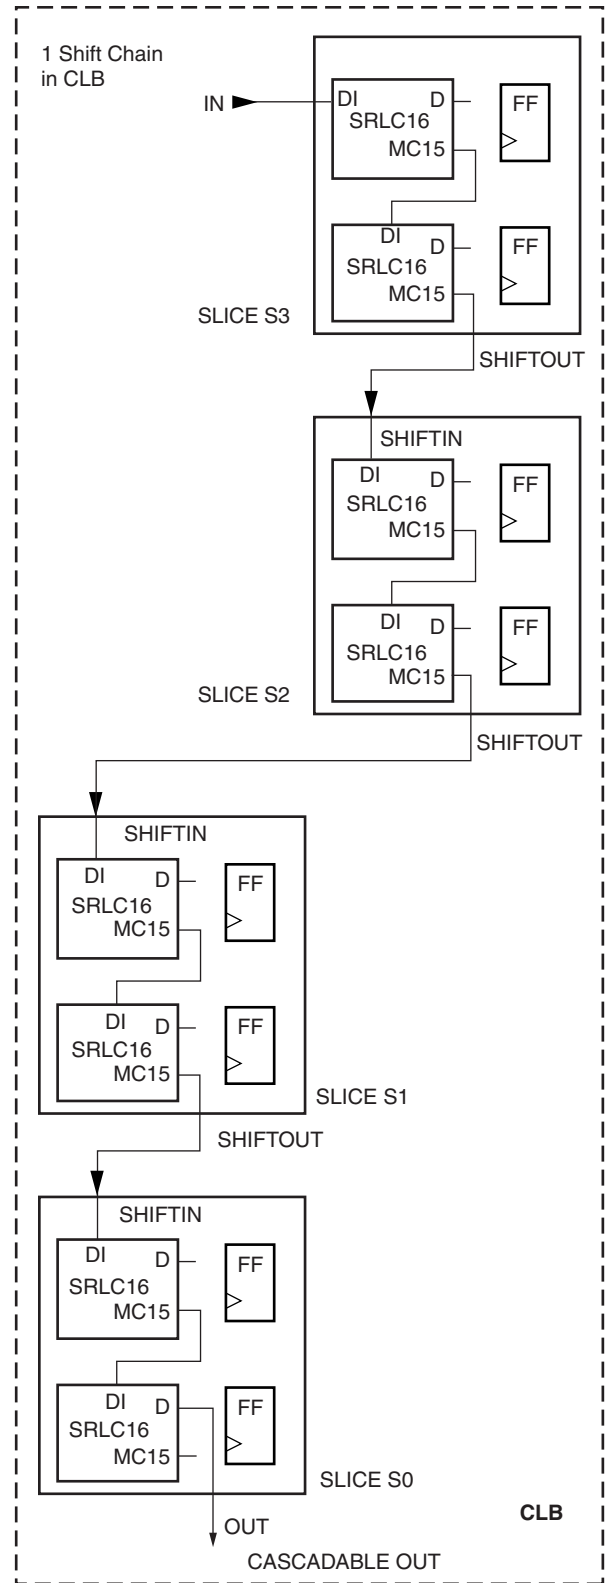 1 Shift Chain
in CLB
IN
DI
D
SRLC16
MC15
FF
DI
D
SRLC16
MC15
FF
SLICE S3
SHIFTOUT
SHIFTIN
DI
D
SRLC16
MC15
FF
DI
D
SRLC16
MC15
FF
SLICE S2
SHIFTOUT
SHIFTIN
DI
D
SRLC16
MC15
FF
DI
D
SRLC16
MC15
FF
SLICE S1
SHIFTOUT
SHIFTIN
DI
D
SRLC16
MC15
FF
DI
D
SRLC16
MC15
FF
SLICE S0
CLB
OUT
CASCADABLE OUT